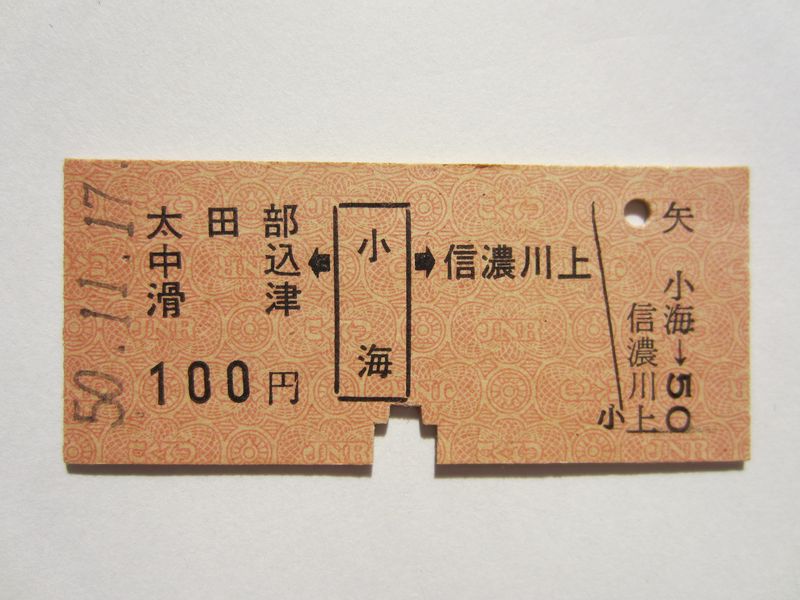 50.11.17.
太田部
中込
滑津
100円
小海
信濃川上
矢
小海→50
信濃川上
小